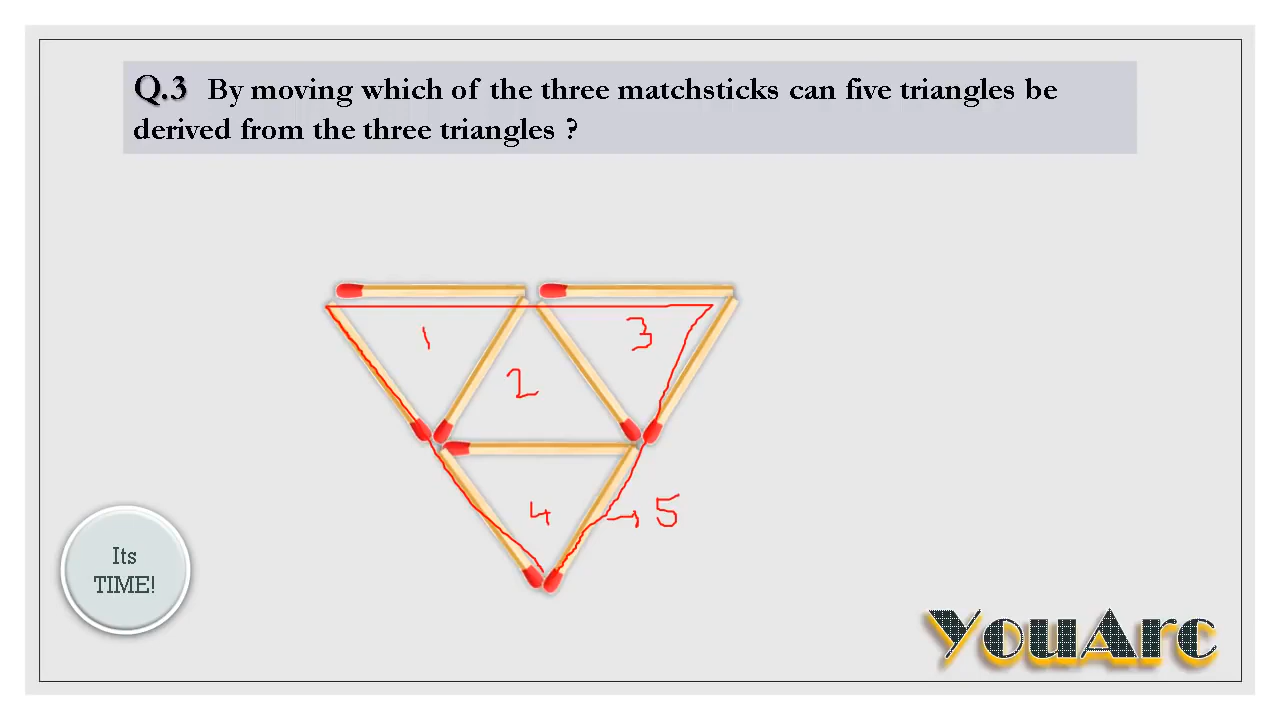 Q.3 By moving which of the three matchsticks can five triangles be
derived from the three triangles ?
1
3
2
4
5
Its
TIME!
YouArc